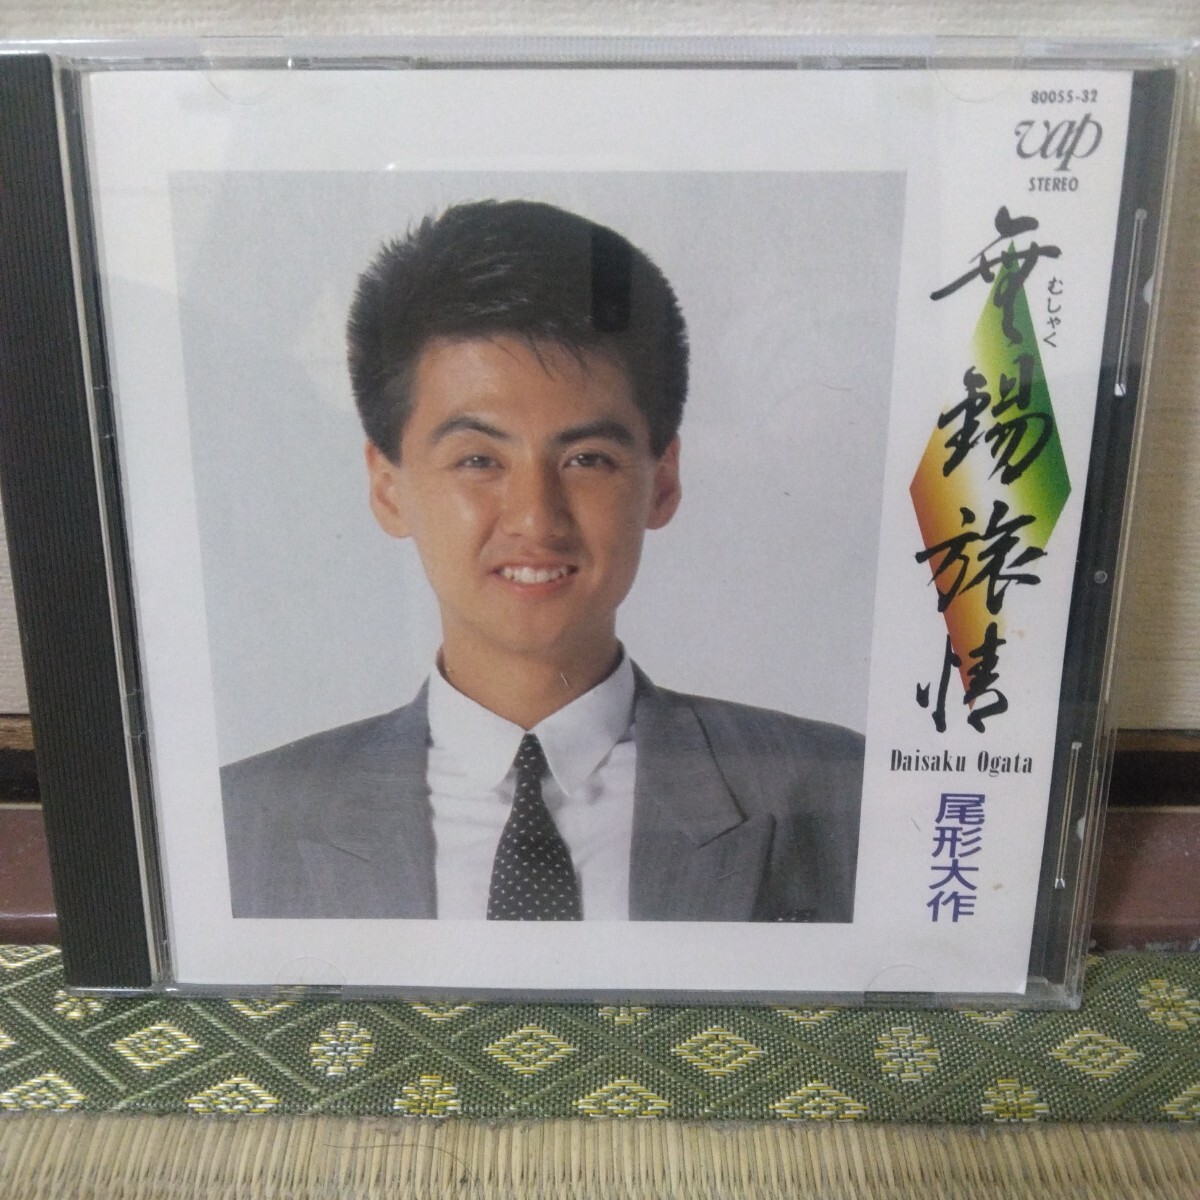 80055-32
vap
STEREO
無錫旅情
むしゃく
Daisaku Ogata
尾形大作